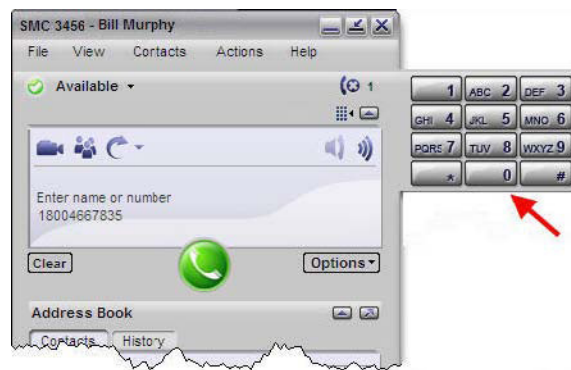 SMC 3456 - Bill Murphy
File View Contacts Actions Help
Available
1
1 ABC 2 DEF 3
GHI 4 JKL 5 MNO 6
PQRS 7 TUV 8 WXYZ 9
* 0 #
Enter name or number
18004667835
Clear Options
Address Book
Contacts History